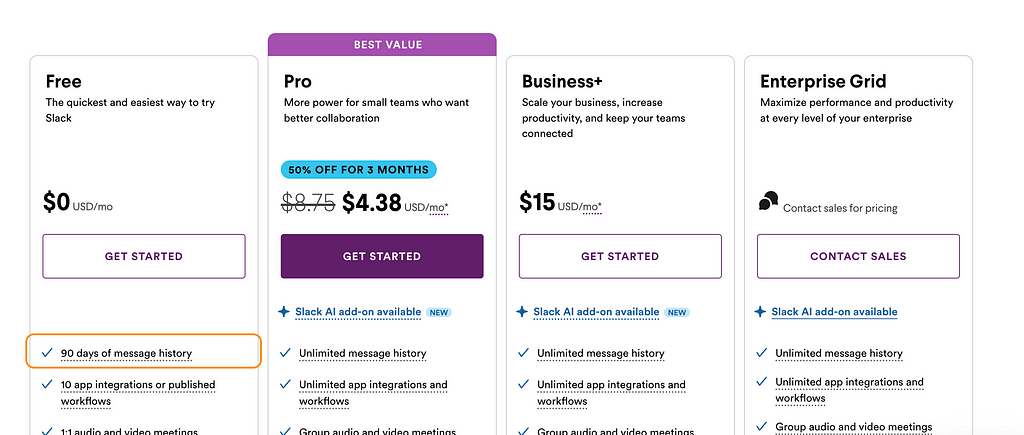 BEST VALUE
Free
The quickest and easiest way to try
Slack
$0 USD/mo
GET STARTED
90 days of message history
10 app integrations or published
workflows
1:1 audio and video meetings
Pro
More power for small teams who want
better collaboration
50% OFF FOR 3 MONTHS
$8.75 $4.38 USD/mo*
GET STARTED
Slack AI add-on available NEW
Unlimited message history
Unlimited app integrations and
workflows
Group audio and video meetings
Business+
Scale your business, increase
productivity, and keep your teams
connected
$15 USD/mo*
GET STARTED
Slack AI add-on available NEW
Unlimited message history
Unlimited app integrations and
workflows
Group audio and video meetings
Enterprise Grid
Maximize performance and productivity
at every level of your enterprise
Contact sales for pricing
CONTACT SALES
Slack AI add-on available
Unlimited message history
Unlimited app integrations and
workflows
Group audio and video meetings